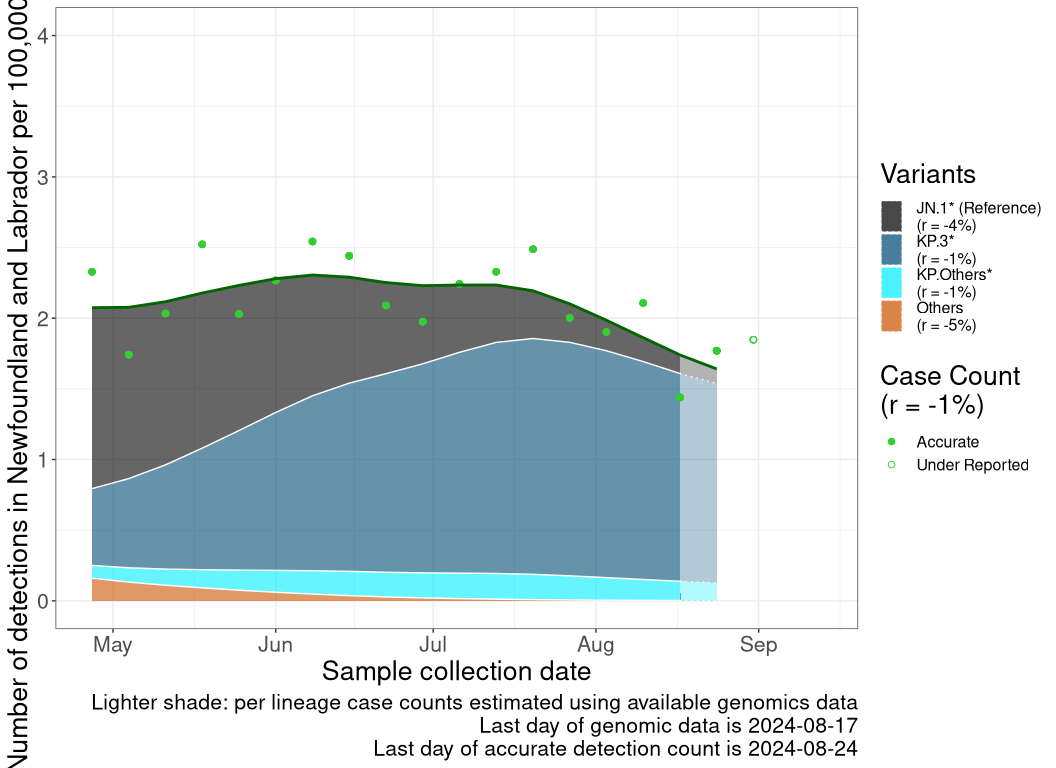 Number of detections in Newfoundland and Labrador per 100,000
4
3
2
1
0
May
Jun
Jul
Aug
Sep
Sample collection date
Lighter shade: per lineage case counts estimated using available genomics data
Last day of genomic data is 2024-08-17
Last day of accurate detection count is 2024-08-24
Variants
JN.1* (Reference)
(r = -4%)
KP.3*
(r = -1%)
KP.Others*
(r = -1%)
Others
(r = -5%)
Case Count
(r = -1%)
Accurate
Under Reported